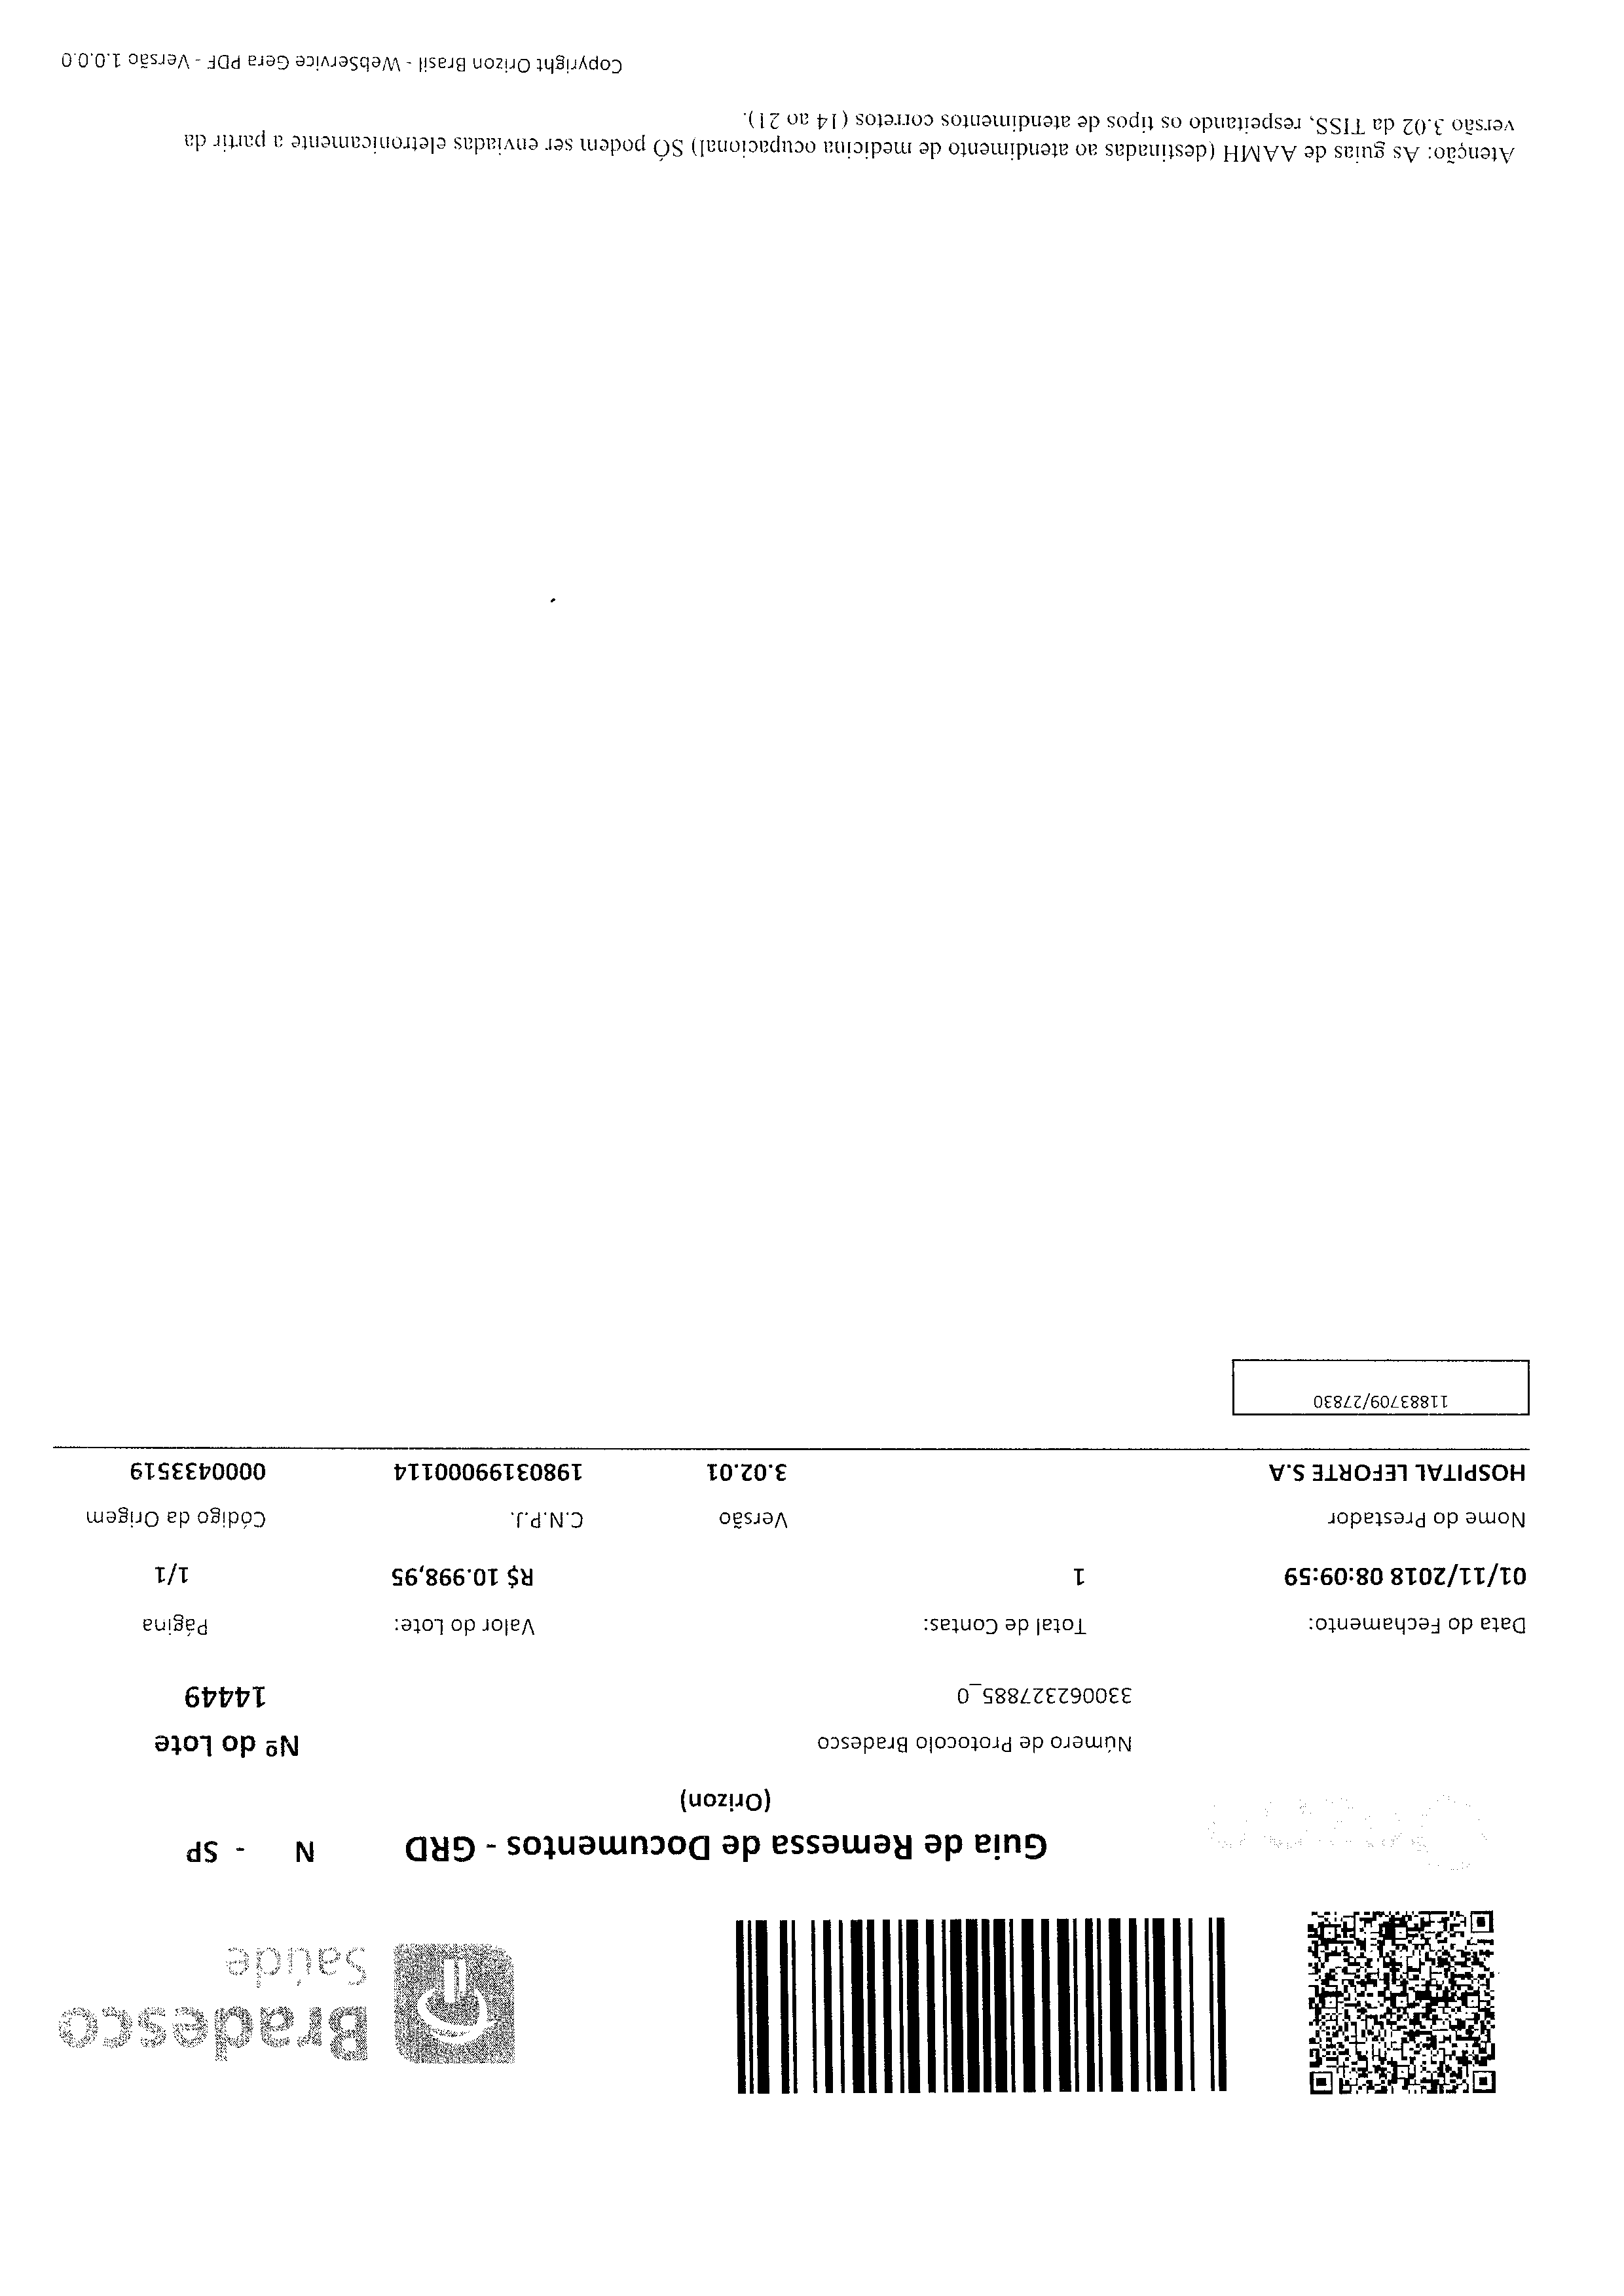 Bradesco
Saúde
Guia de Remessa de Documentos - GRD N - SP
(Orizon)
Número de Protocolo Bradesco Nº do Lote
330062327885_0 14449
Data do Fechamento: Total de Contas: Valor do Lote: Página
01/11/2018 08:09:59 1 R$ 10.998,95 1/1
Nome do Prestador Versão C.N.P.J. Código da Origem
HOSPITAL LEFORTE S.A 3.02.01 19803199000114 0000433519
11883709/27830
Atenção: As guias de AAMH (destinadas ao atendimento de medicina ocupacional) SÓ podem ser enviadas eletronicamente a partir da
versão 3.02 da TISS, respeitando os tipos de atendimentos corretos (14 ao 21).
Copyright Orizon Brasil - WebService Gera PDF - Versão 1.0.0.0